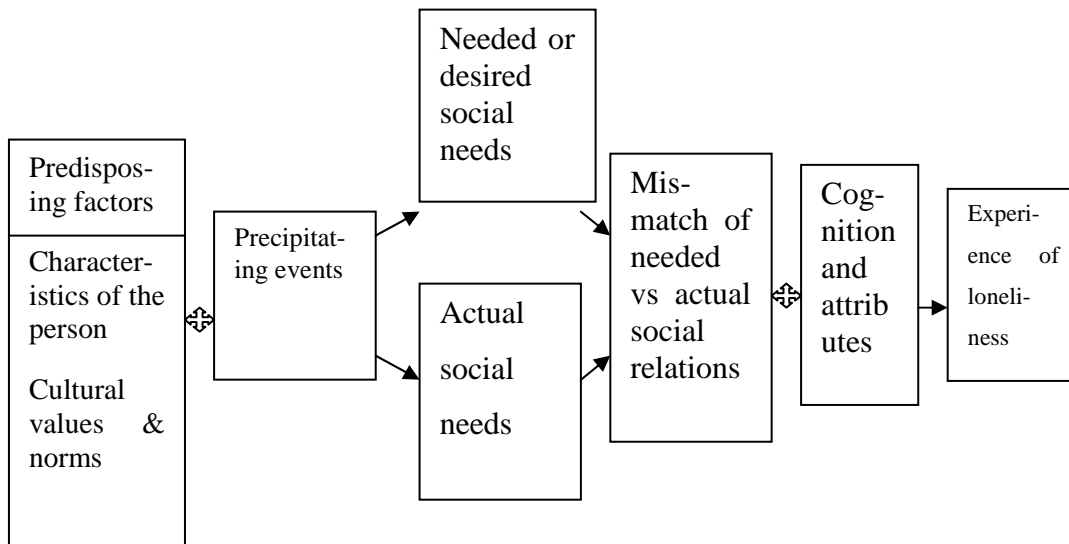 Predispos-
ing factors
Character-
istics of the
person
Cultural
values &
norms
Precipitat-
ing events
Needed or
desired
social
needs
Actual
social
needs
Mis-
match of
needed
vs actual
social
relations
Cog-
nition
and
attrib
utes
Experi-
ence of
loneli-
ness